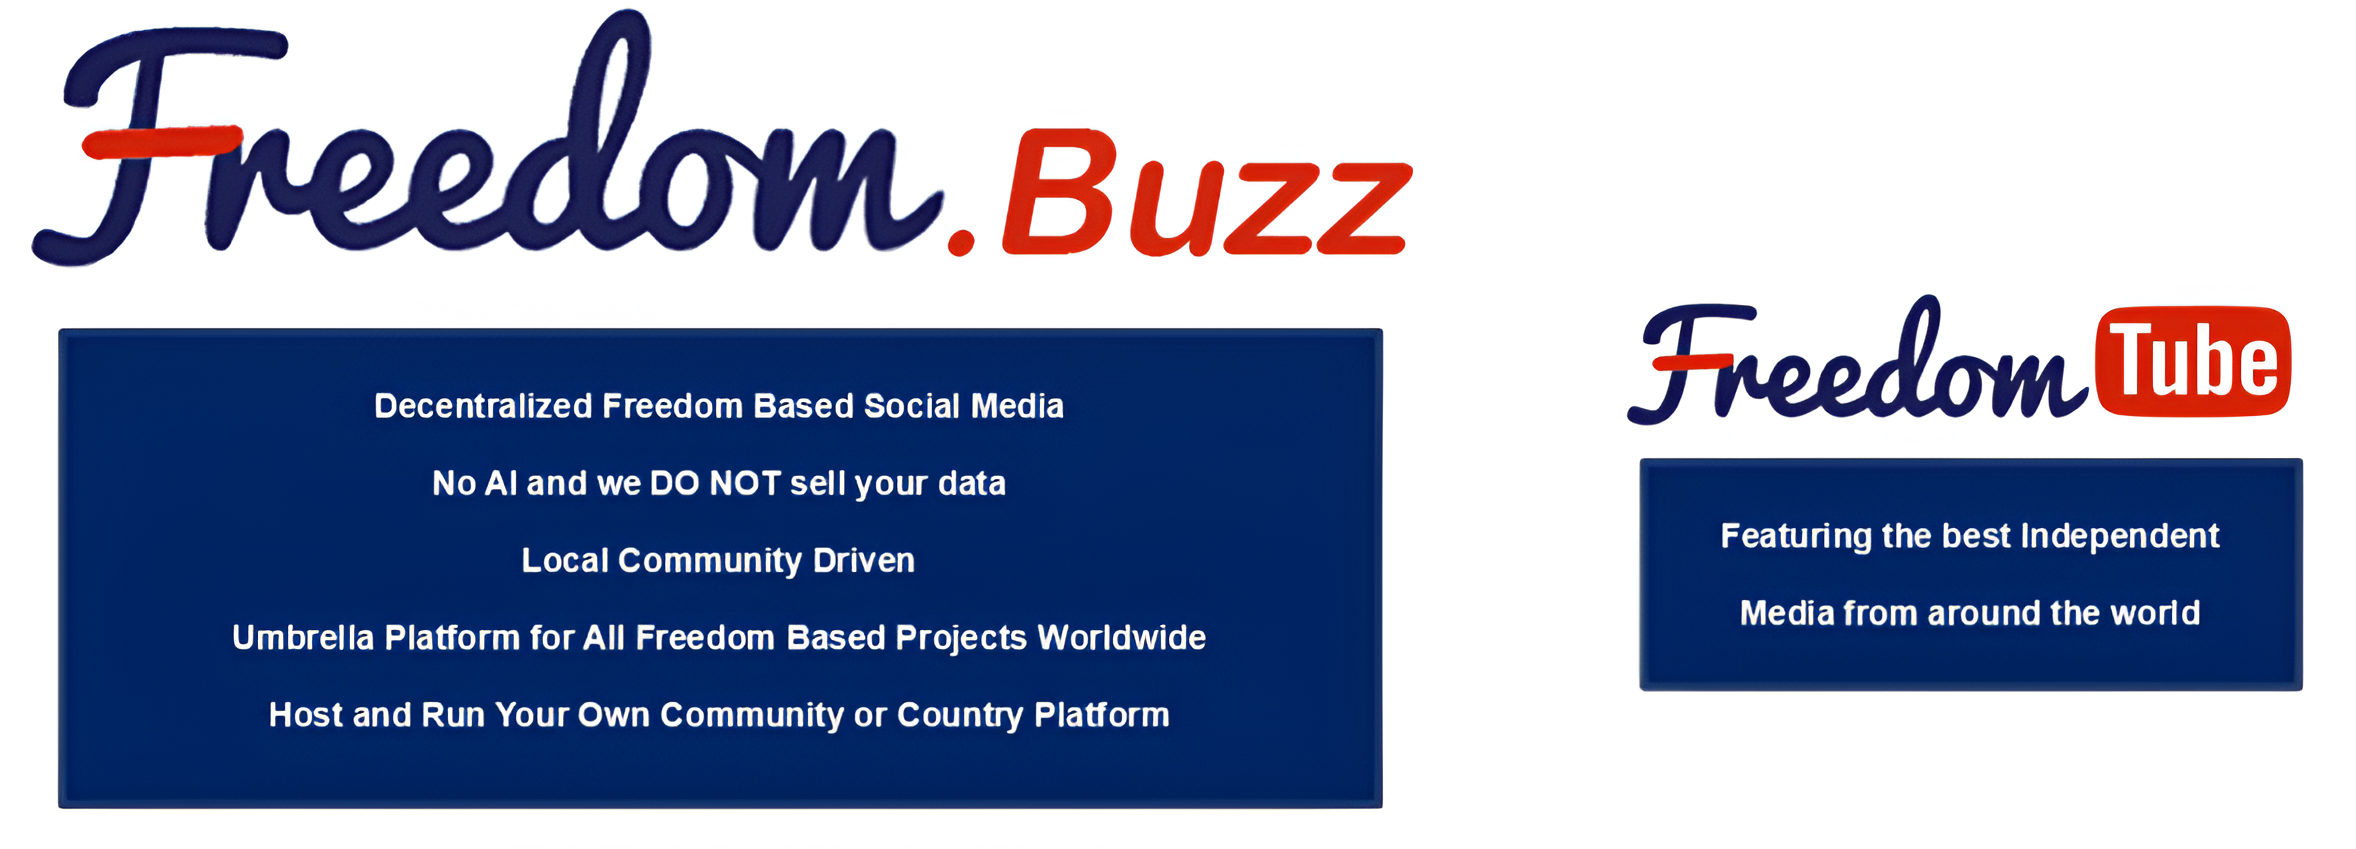 Freedom.Buzz
Decentralized Freedom Based Social Media
No AI and we DO NOT sell your data
Local Community Driven
Umbrella Platform for All Freedom Based Projects Worldwide
Host and Run Your Own Community or Country Platform
Freedom Tube
Featuring the best Independent
Media from around the world